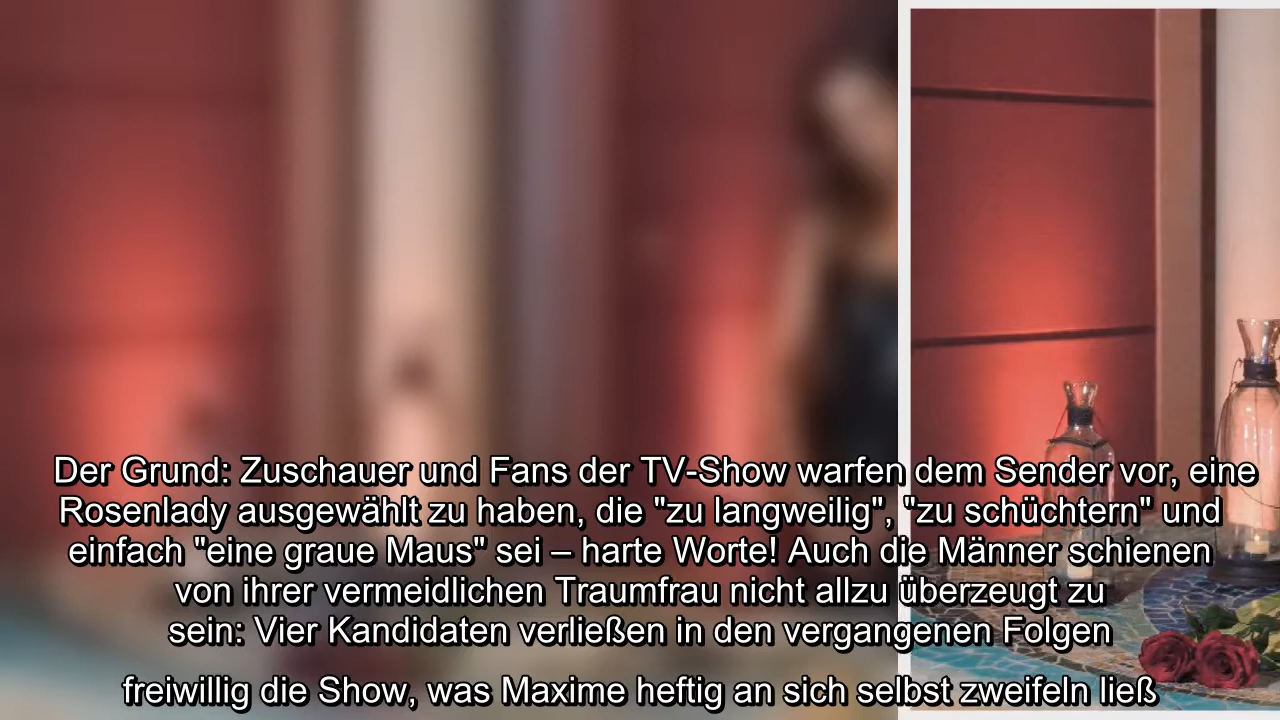 Der Grund: Zuschauer und Fans der TV-Show warfen dem Sender vor, eine
Rosenlady ausgewählt zu haben, die "zu langweilig", "zu schüchtern" und
einfach "eine graue Maus" sei – harte Worte! Auch die Männer schienen
von ihrer vermeidlichen Traumfrau nicht allzu überzeugt zu
sein: Vier Kandidaten verließen in den vergangenen Folgen
freiwillig die Show, was Maxime heftig an sich selbst zweifeln ließ